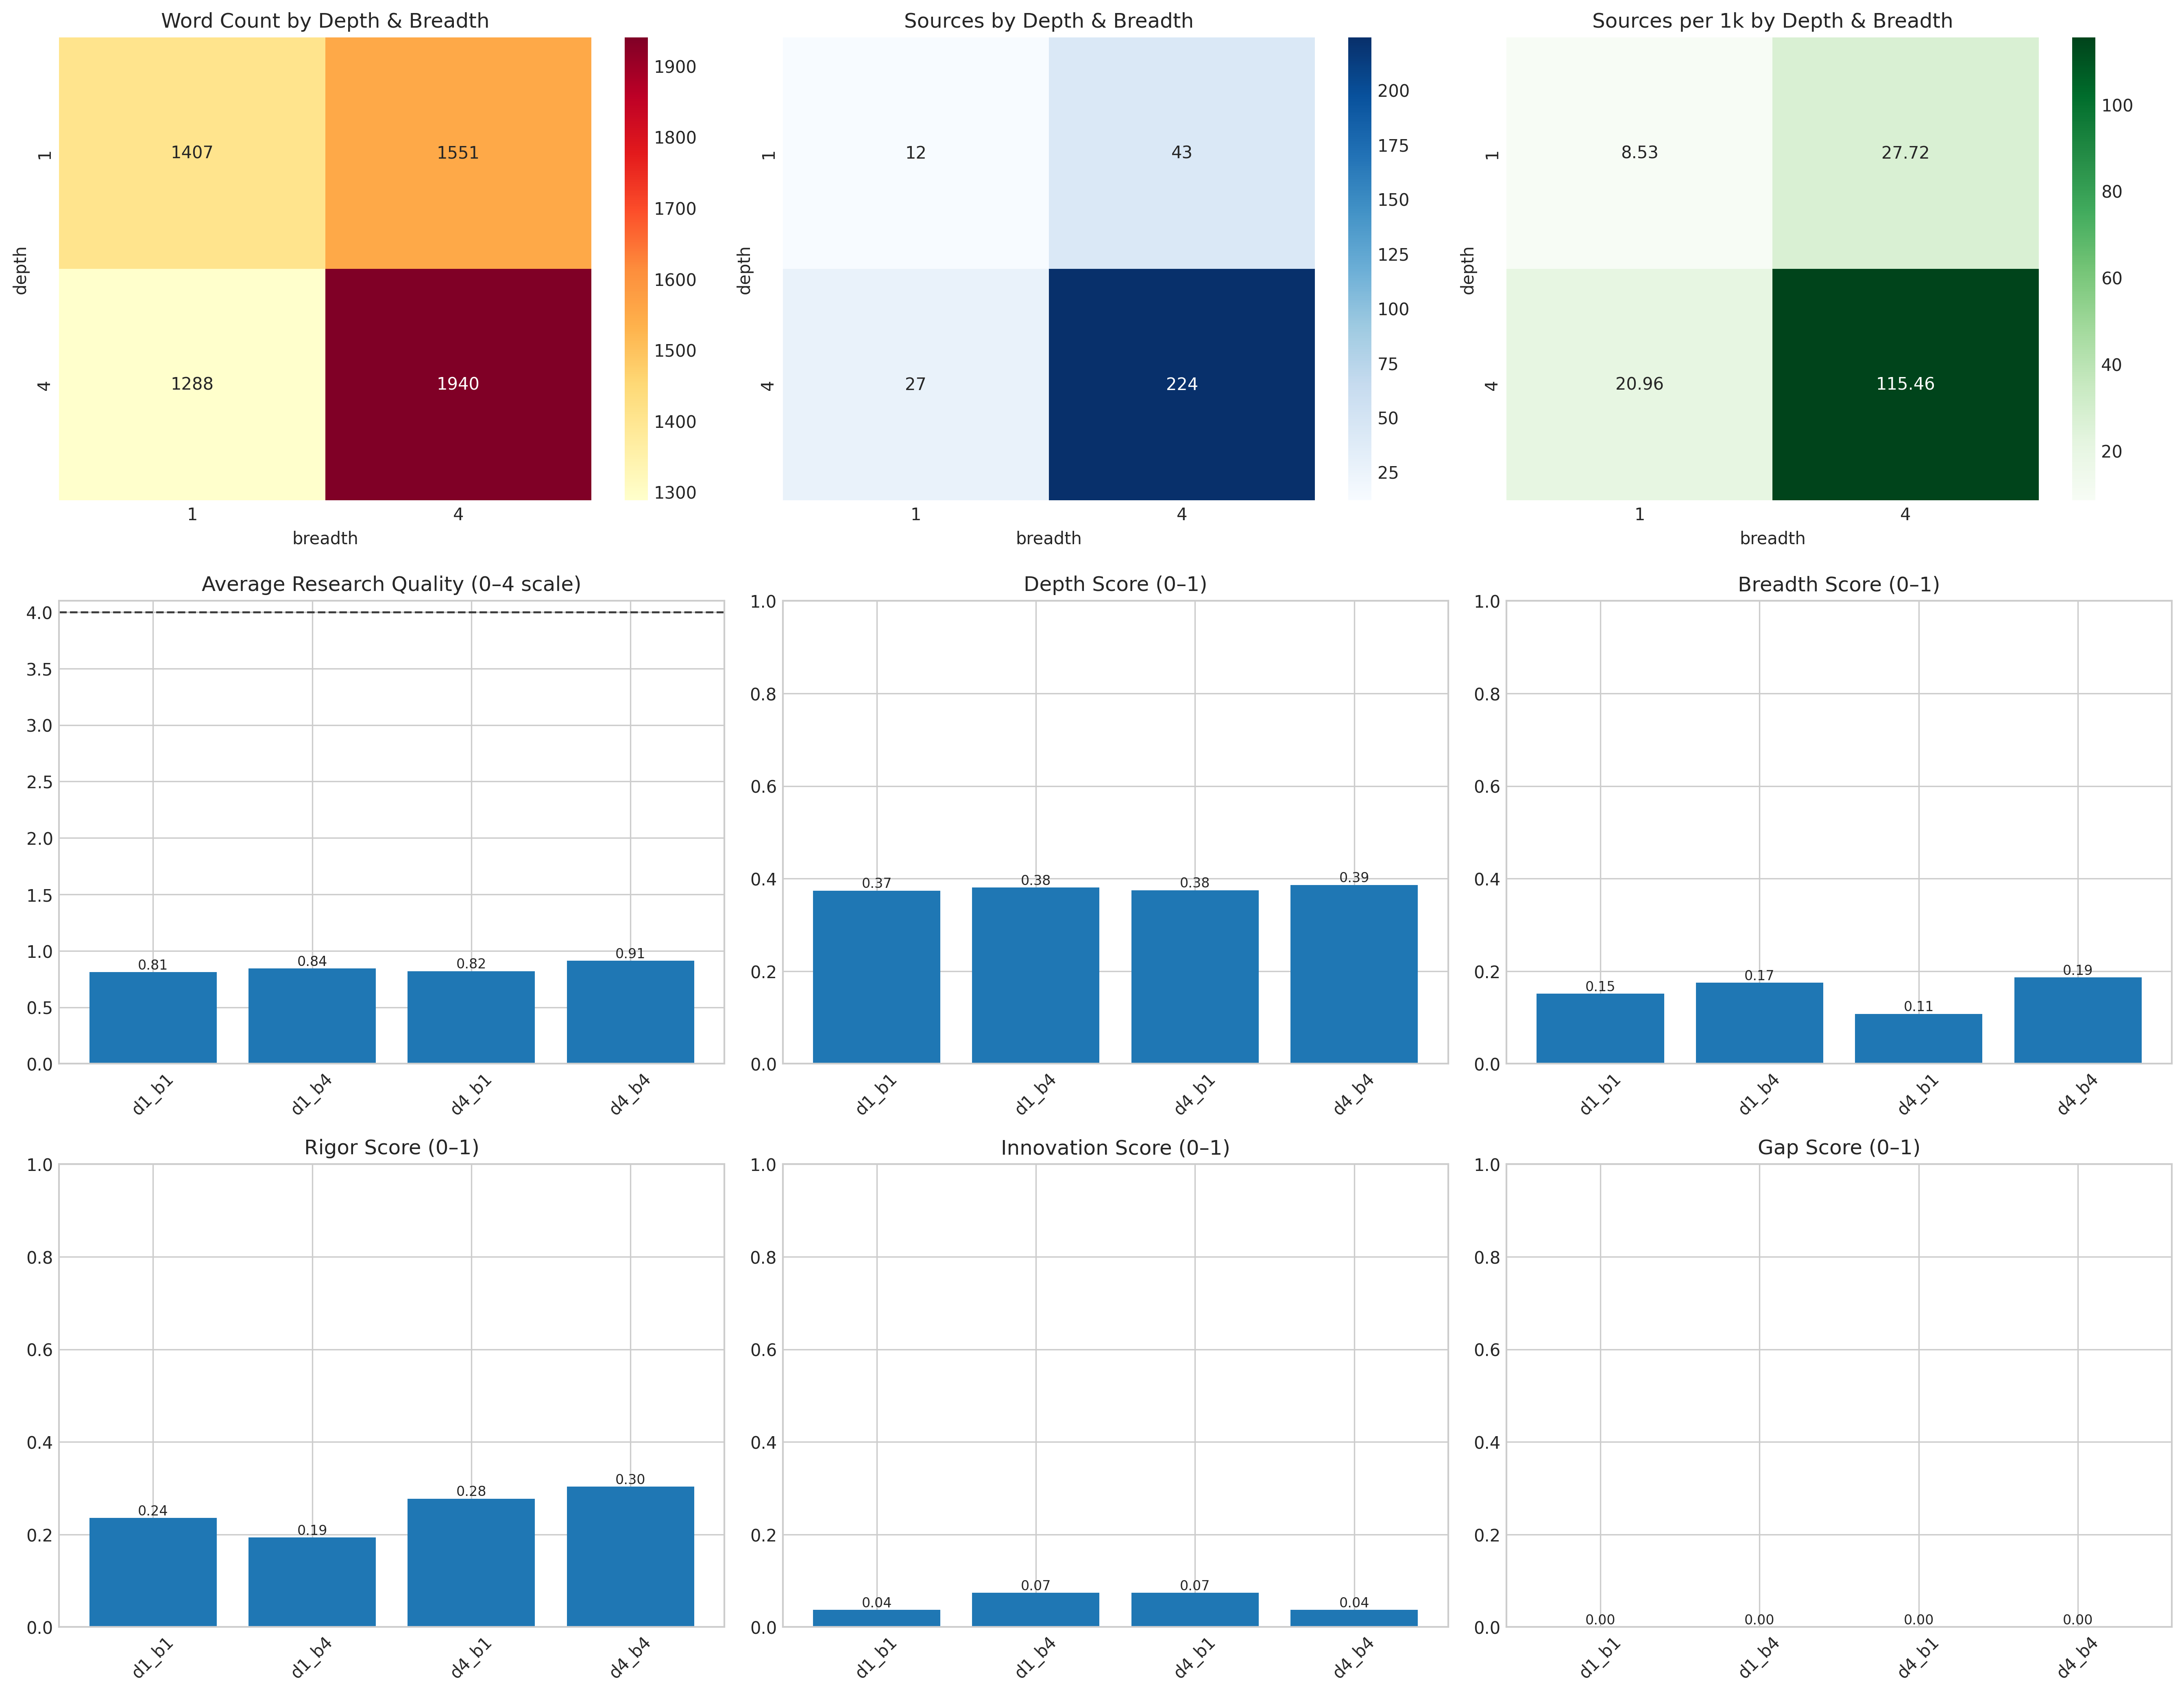 Word Count by Depth & Breadth
1407 1551
1288 1940
1
4
depth
1 4
breadth
1900
1800
1700
1600
1500
1400
1300
Sources by Depth & Breadth
12 43
27 224
1
4
depth
1 4
breadth
200
175
150
125
100
75
50
25
Sources per 1k by Depth & Breadth
8.53 27.72
20.96 115.46
1
4
depth
1 4
breadth
100
80
60
40
20
Average Research Quality (0–4 scale)
4.0
3.5
3.0
2.5
2.0
1.5
1.0
0.5
0.0
0.81 0.84 0.82 0.91
d1_b1 d1_b4 d4_b1 d4_b4
Depth Score (0–1)
1.0
0.8
0.6
0.4
0.2
0.0
0.37 0.38 0.38 0.39
d1_b1 d1_b4 d4_b1 d4_b4
Breadth Score (0–1)
1.0
0.8
0.6
0.4
0.2
0.0
0.15 0.17 0.11 0.19
d1_b1 d1_b4 d4_b1 d4_b4
Rigor Score (0–1)
1.0
0.8
0.6
0.4
0.2
0.0
0.24 0.19 0.28 0.30
d1_b1 d1_b4 d4_b1 d4_b4
Innovation Score (0–1)
1.0
0.8
0.6
0.4
0.2
0.0
0.04 0.07 0.07 0.04
d1_b1 d1_b4 d4_b1 d4_b4
Gap Score (0–1)
1.0
0.8
0.6
0.4
0.2
0.0
0.00 0.00 0.00 0.00
d1_b1 d1_b4 d4_b1 d4_b4